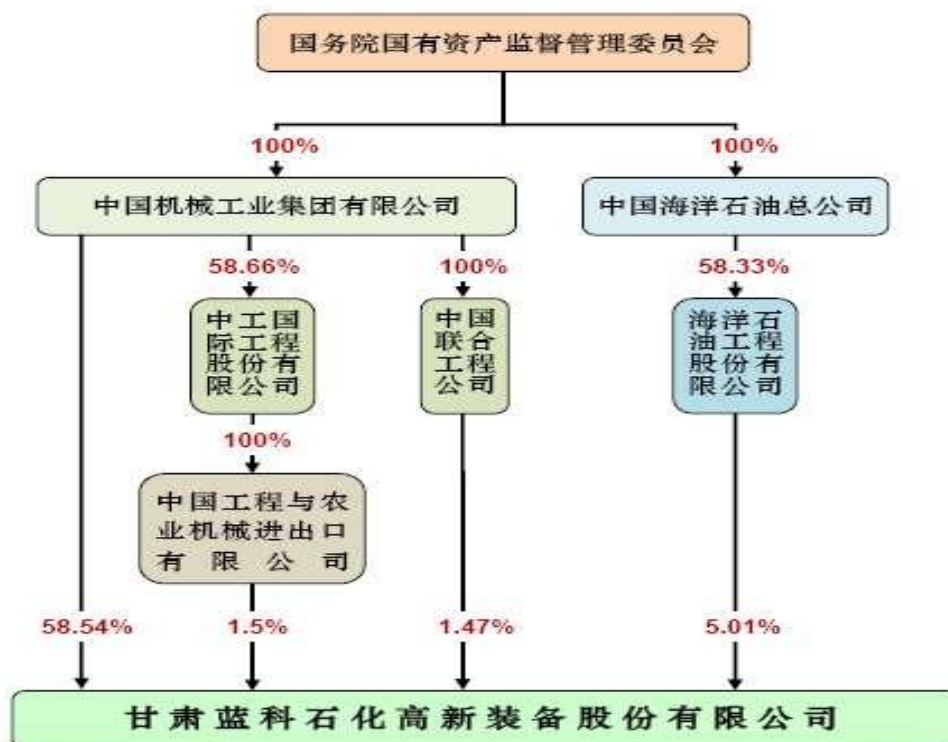 国务院国有资产监督管理委员会
100%
100%
中国机械工业集团有限公司
中国海洋石油总公司
58.66%
100%
58.33%
中工国
际工程
股份有
限公司
中国
联合
工程
公司
海洋石
油工程
股份有
限公司
100%
中国工程与农
业机械进出口
有限公司
58.54%
1.5%
1.47%
5.01%
甘肃蓝科石化高新装备股份有限公司